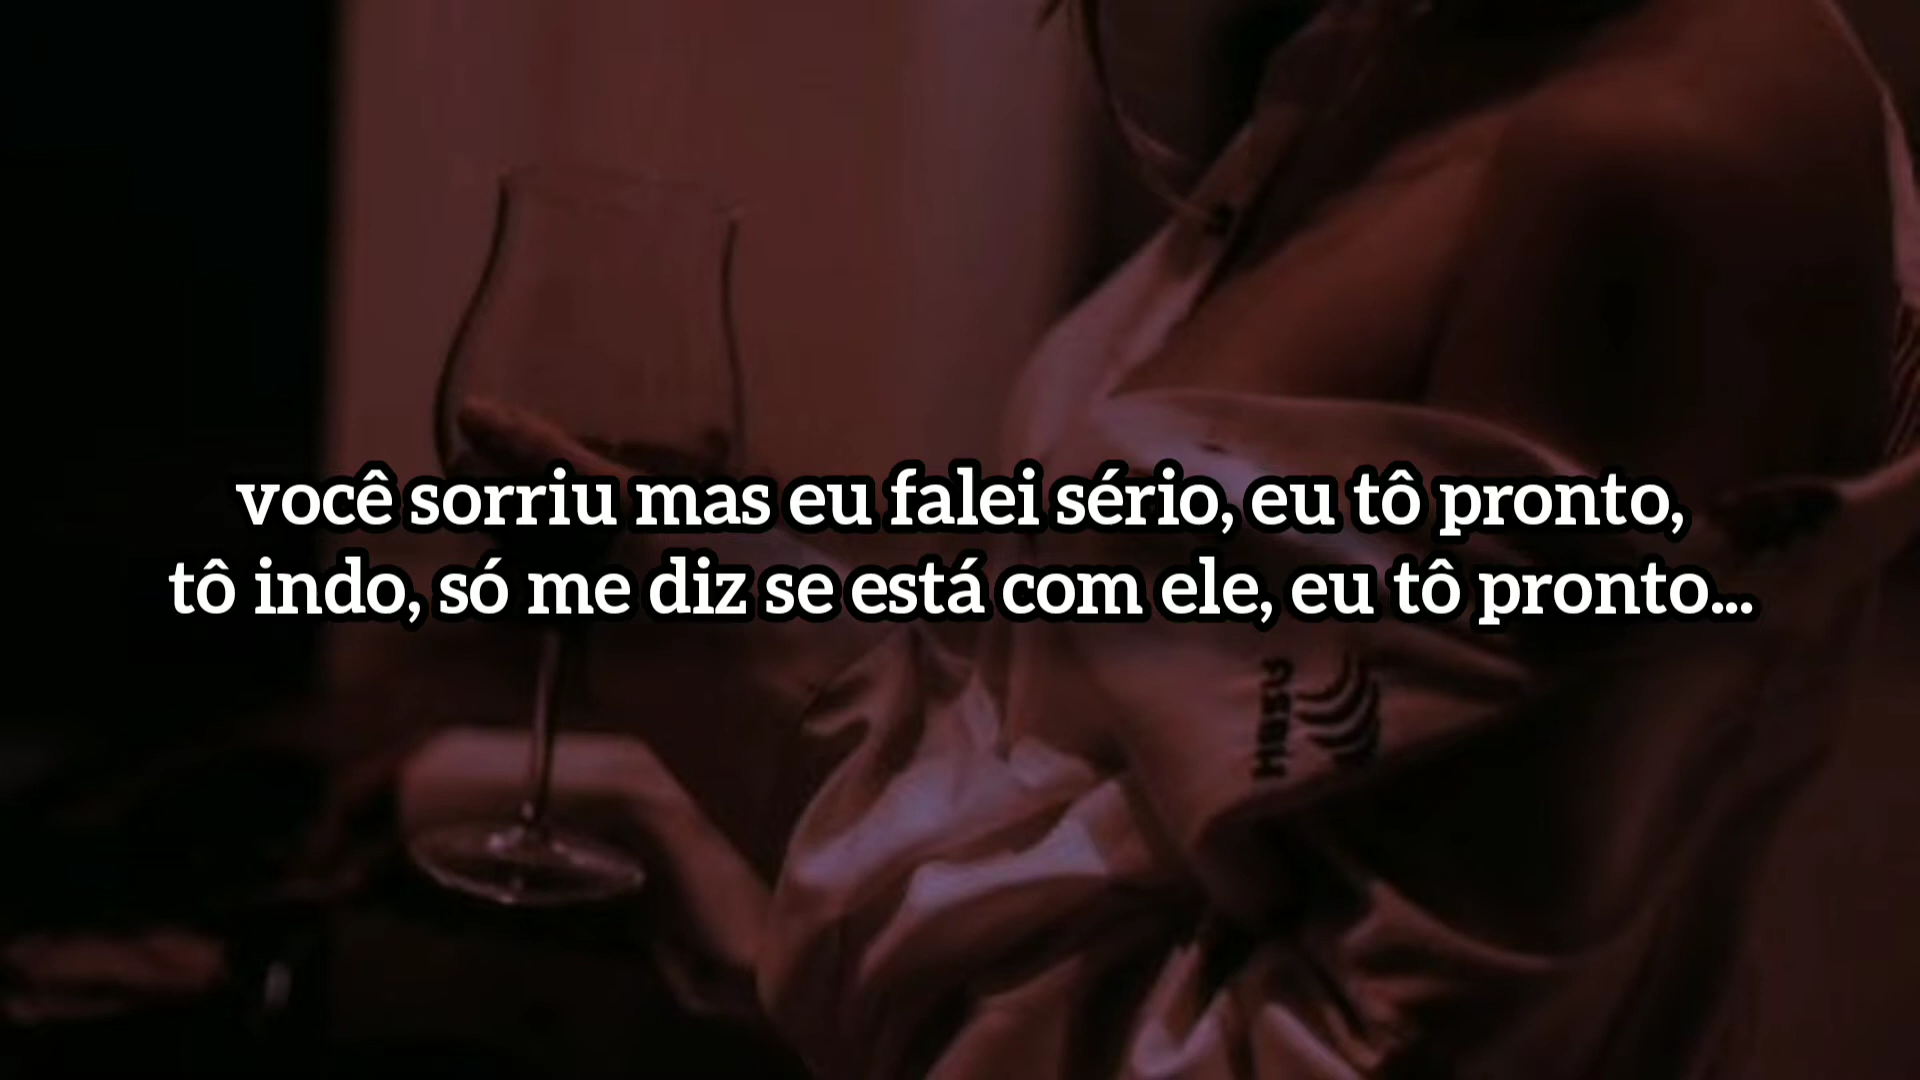 você sorriu mas eu falei sério, eu tô pronto,
tô indo, só me diz se está com ele, eu tô pronto...